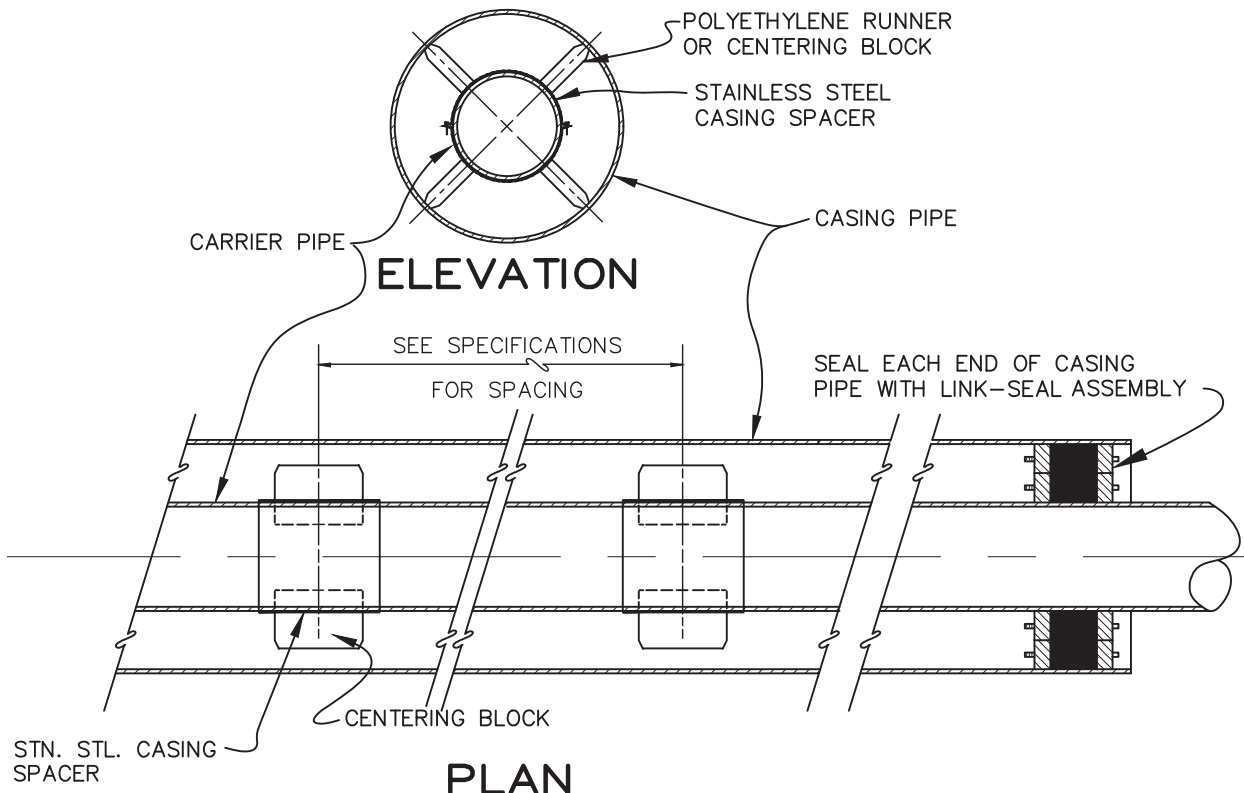 POLYETHYLENE RUNNER
OR CENTERING BLOCK
STAINLESS STEEL
CASING SPACER
CASING PIPE
CARRIER PIPE
ELEVATION
SEE SPECIFICATIONS
FOR SPACING
SEAL EACH END OF CASING
PIPE WITH LINK-SEAL ASSEMBLY
CENTERING BLOCK
STN. STL. CASING
SPACER
PLAN